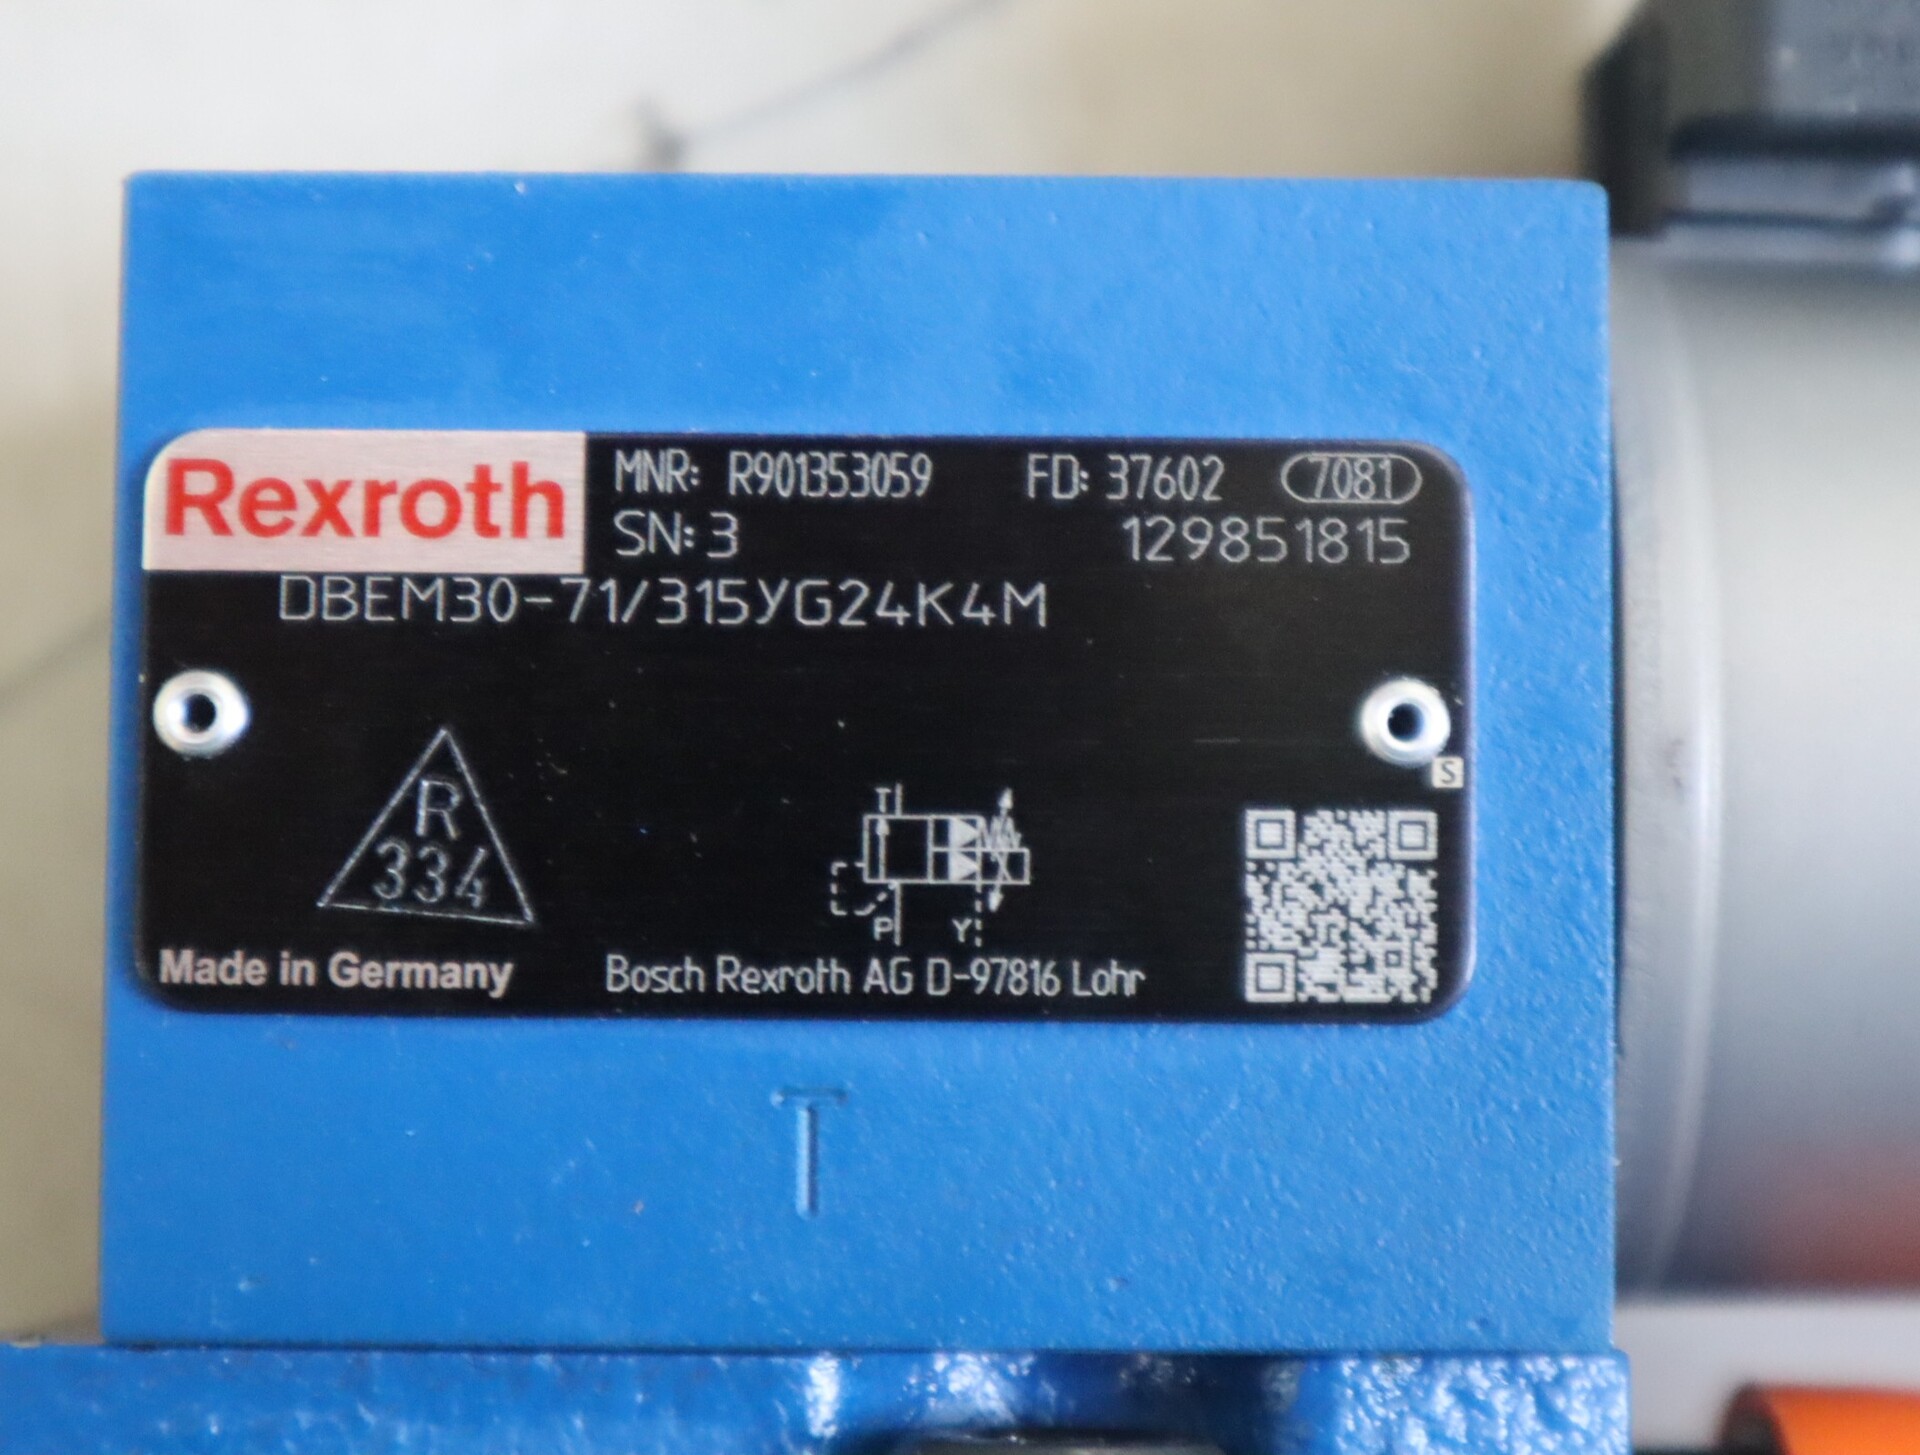 Rexroth
MNR: R901353059 FD: 37602 7081
SN: 3 129851815
DBEM30-71/315YG24K4M
S
R
334
T
P Y
Made in Germany Bosch Rexroth AG D-97816 Lohr
T